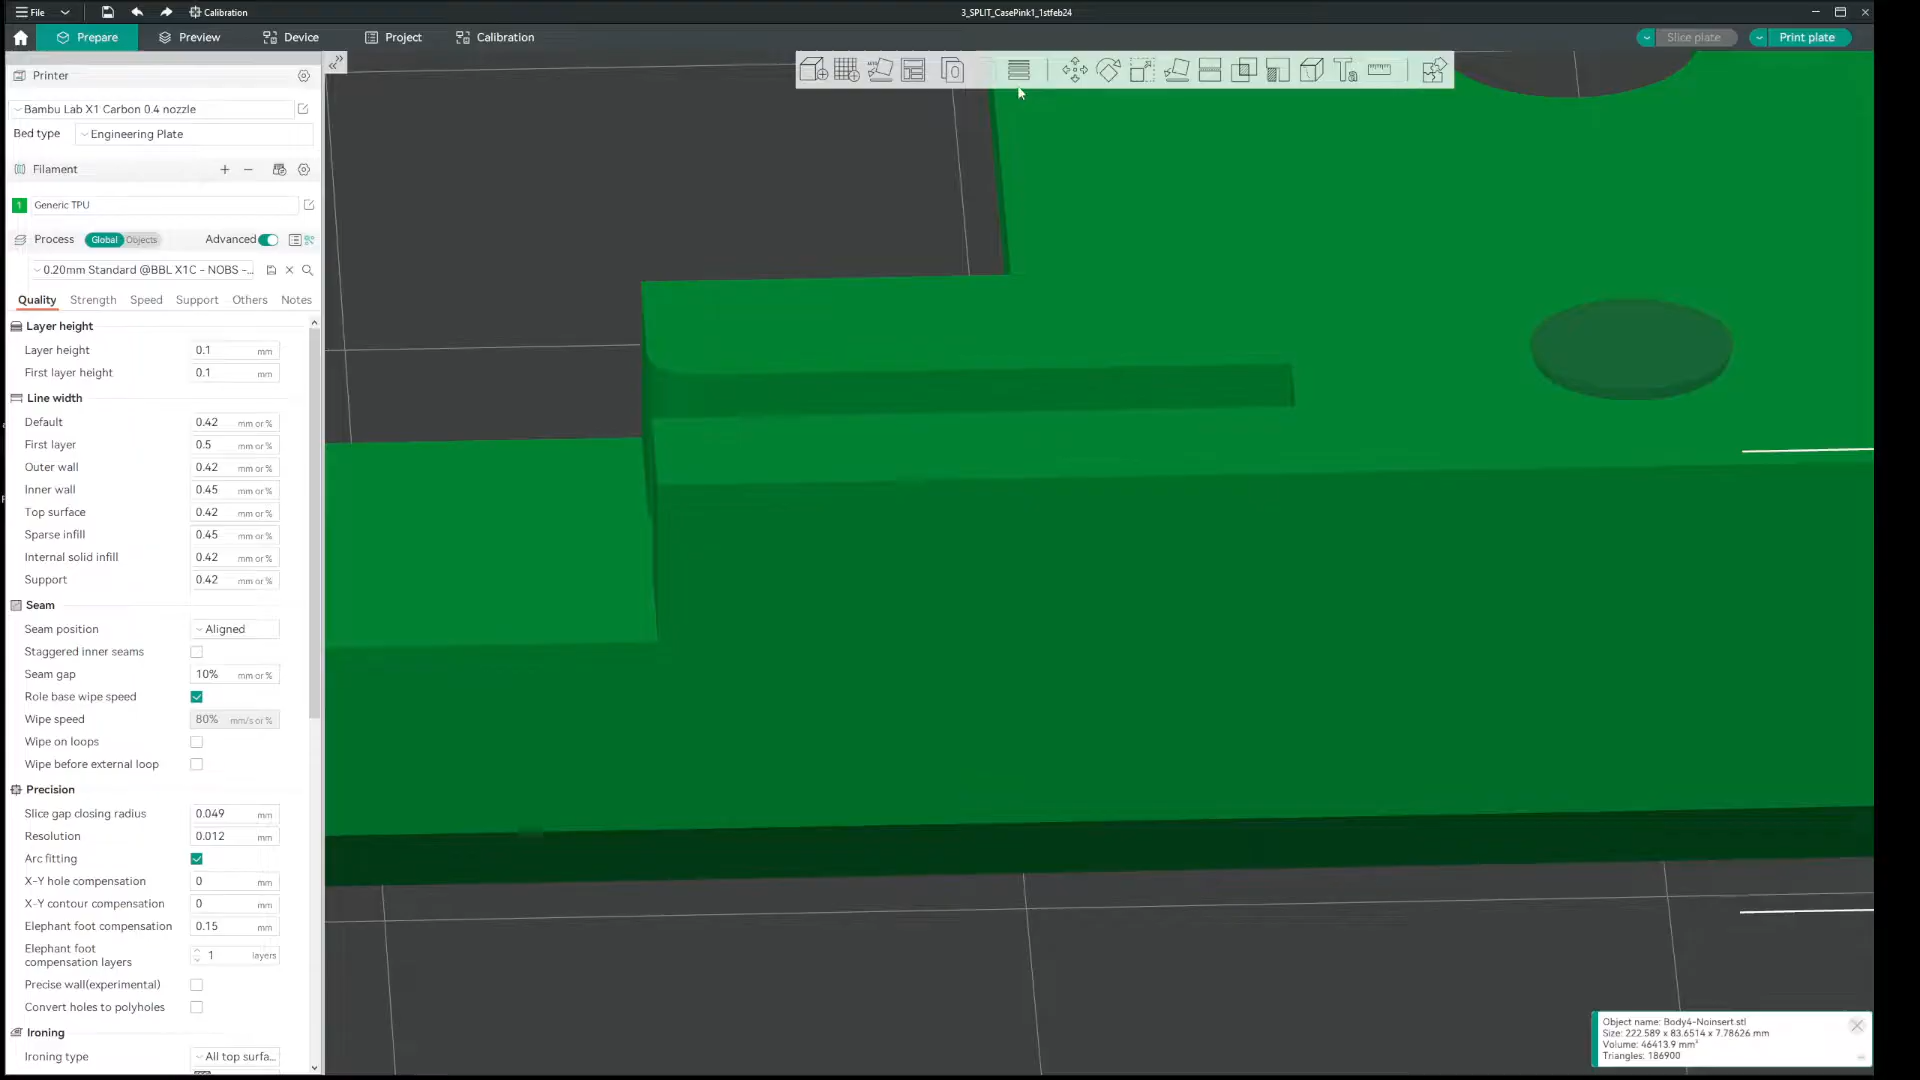 File
Calibration
3_SPLIT_CasePink1_1stfeb24
Prepare
Preview
Device
Project
Calibration
Slice plate
Print plate
Printer
Bambu Lab X1 Carbon 0.4 nozzle
Bed type
Engineering Plate
Filament
1
Generic TPU
Process
Global
Objects
Advanced
0.20mm Standard @BBL X1C - NOBS -...
Quality
Strength
Speed
Support
Others
Notes
Layer height
Layer height 0.1 mm
First layer height 0.1 mm
Line width
Default 0.42 mm or %
First layer 0.5 mm or %
Outer wall 0.42 mm or %
Inner wall 0.45 mm or %
Top surface 0.42 mm or %
Sparse infill 0.45 mm or %
Internal solid infill 0.42 mm or %
Support 0.42 mm or %
Seam
Seam position Aligned
Staggered inner seams
Seam gap 10% mm or %
Role base wipe speed
Wipe speed 80% mm/s or %
Wipe on loops
Wipe before external loop
Precision
Slice gap closing radius 0.049 mm
Resolution 0.012 mm
Arc fitting
X-Y hole compensation 0 mm
X-Y contour compensation 0 mm
Elephant foot compensation 0.15 mm
Elephant foot
compensation layers 1 layers
Precise wall(experimental)
Convert holes to polyholes
Ironing
Ironing type All top surfa...
Object name: Body4-Noinsert.stl
Size: 222.589 x 83.6514 x 7.78626 mm
Volume: 46413.9 mm³
Triangles: 186900